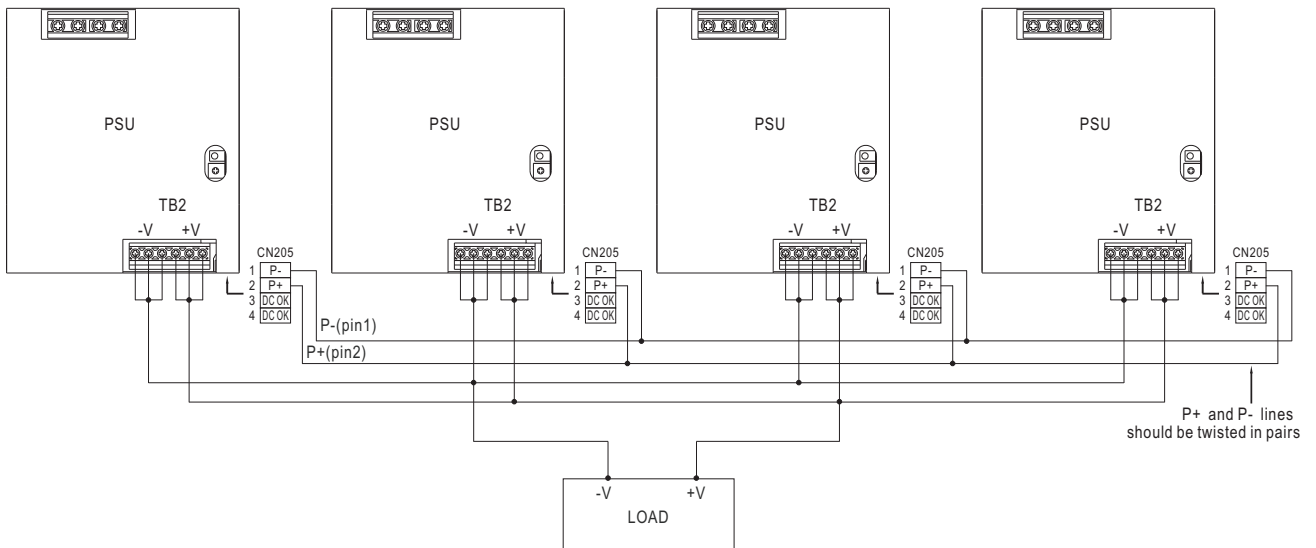 PSU PSU PSU PSU
TB2 TB2 TB2 TB2
-V +V -V +V -V +V -V +V
CN205 CN205 CN205 CN205
1 P- 1 P- 1 P- 1 P-
2 P+ 2 P+ 2 P+ 2 P+
3 DC OK 3 DC OK 3 DC OK 3 DC OK
4 DC OK 4 DC OK 4 DC OK 4 DC OK
P-(pin1)
P+(pin2)
P+ and P- lines
should be twisted in pairs
-V +V
LOAD